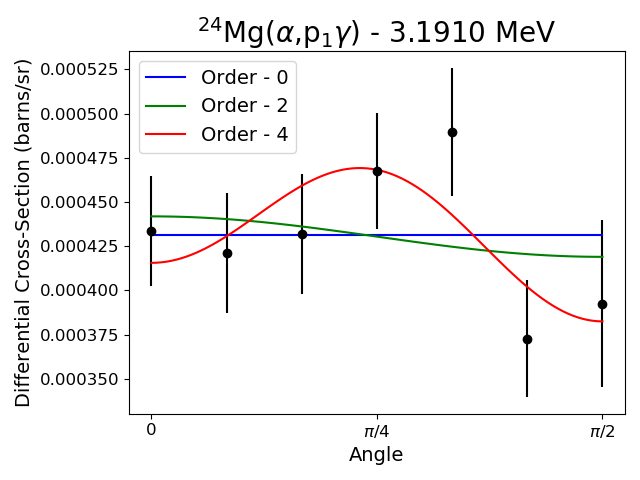 ²⁴Mg(α,p₁γ) - 3.1910 MeV
Order - 0
Order - 2
Order - 4
Differential Cross-Section (barns/sr)
0.000525
0.000500
0.000475
0.000450
0.000425
0.000400
0.000375
0.000350
0 π/4 π/2
Angle